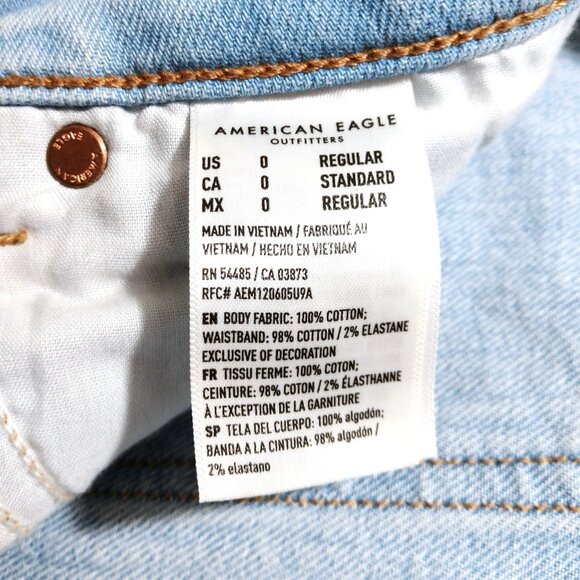 AMERICAN EAGLE
OUTFITTERS
US 0 REGULAR
CA 0 STANDARD
MX 0 REGULAR
MADE IN VIETNAM / FABRIQUÉ AU
VIETNAM / HECHO EN VIETNAM
RN 54485 / CA 03873
RFC# AEM120605U9A
EN BODY FABRIC: 100% COTTON;
WAISTBAND: 98% COTTON / 2% ELASTANE
EXCLUSIVE OF DECORATION
FR TISSU FERME: 100% COTON;
CEINTURE: 98% COTON / 2% ÉLASTHANNE
À L'EXCEPTION DE LA GARNITURE
SP TELA DEL CUERPO: 100% algodón;
BANDA A LA CINTURA: 98% algodón /
2% elastano
AMERICAN
EAGLE